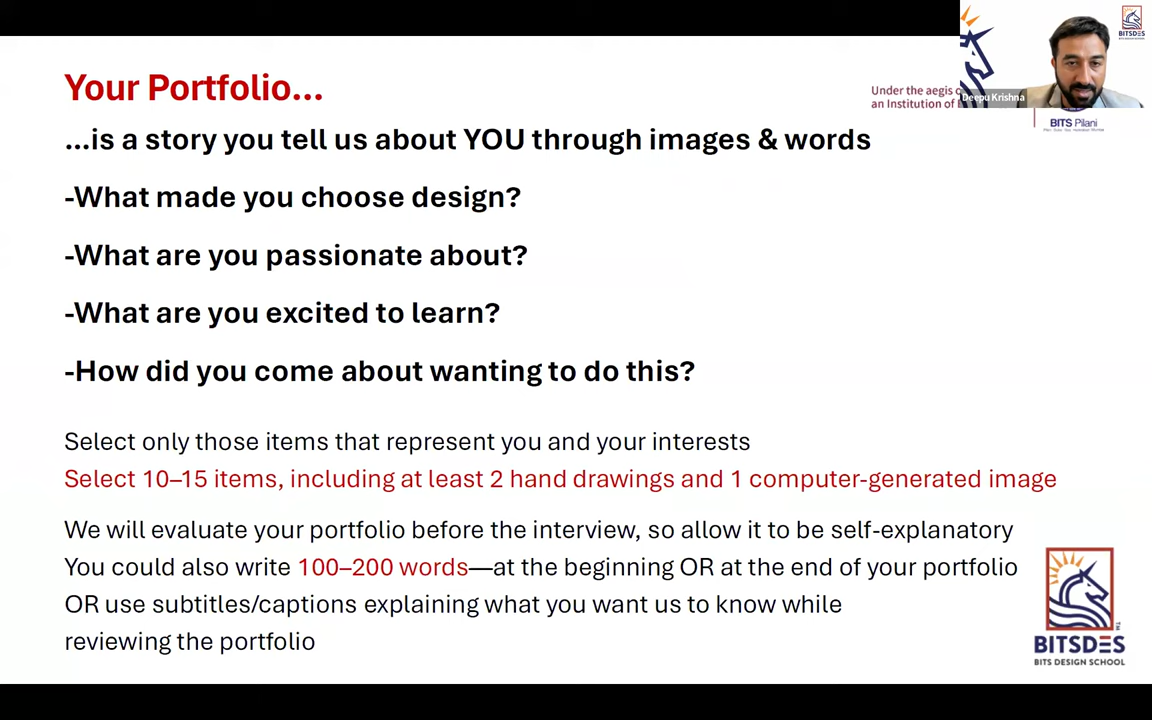 Your Portfolio...
...is a story you tell us about YOU through images & words
-What made you choose design?
-What are you passionate about?
-What are you excited to learn?
-How did you come about wanting to do this?
Select only those items that represent you and your interests
Select 10–15 items, including at least 2 hand drawings and 1 computer-generated image
We will evaluate your portfolio before the interview, so allow it to be self-explanatory
You could also write 100–200 words—at the beginning OR at the end of your portfolio
OR use subtitles/captions explaining what you want us to know while
reviewing the portfolio
Under the aegis
an Institution of
Deepu Krishna
BITS Pilani
BITSDES
BITSDES
TM
BITS DESIGN SCHOOL